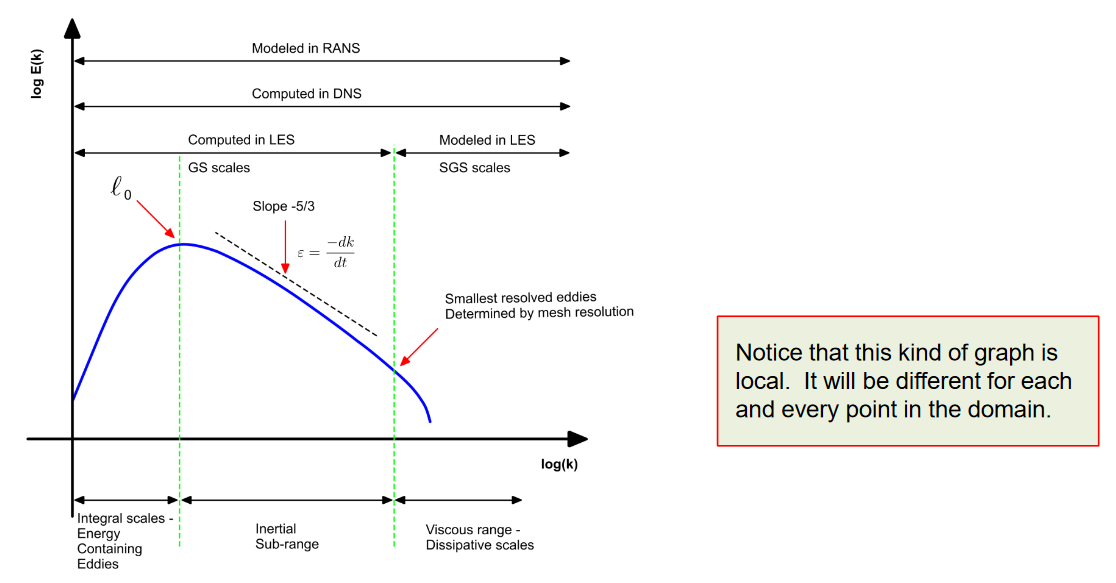 log E(k)
Modeled in RANS
Computed in DNS
Computed in LES
Modeled in LES
GS scales
SGS scales
ℓ₀
Slope -5/3
ε = -dk/dt
Smallest resolved eddies
Determined by mesh resolution
Notice that this kind of graph is
local. It will be different for each
and every point in the domain.
log(k)
Integral scales -
Energy
Containing
Eddies
Inertial
Sub-range
Viscous range -
Dissipative scales